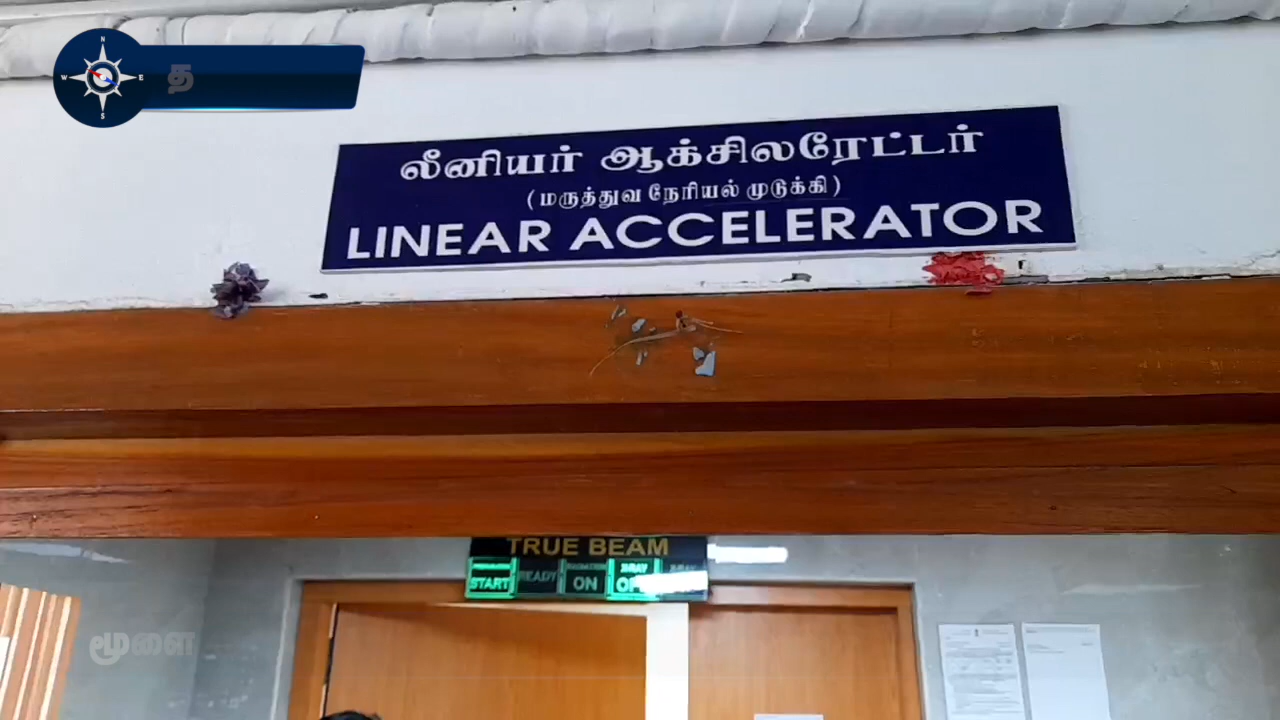 த
லீனியர் ஆக்சிலரேட்டர்
(மருத்துவ நேரியல் முடுக்கி)
LINEAR ACCELERATOR
TRUE BEAM
START READY ON
மூளை